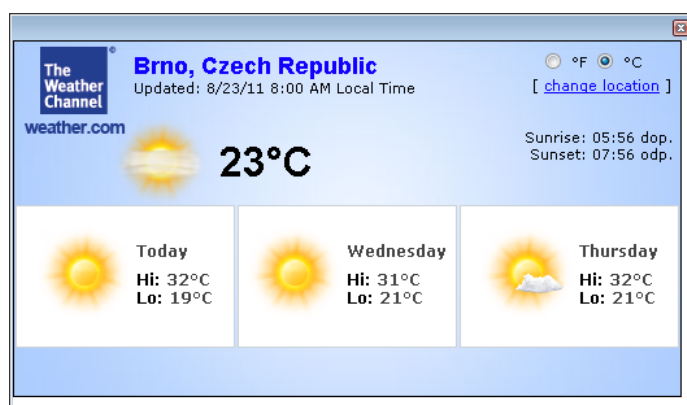 The
Weather
Channel
®
weather.com
Brno, Czech Republic
Updated: 8/23/11 8:00 AM Local Time
°F °C
[ change location ]
23°C
Sunrise: 05:56 dop.
Sunset: 07:56 odp.
Today
Hi: 32°C
Lo: 19°C
Wednesday
Hi: 31°C
Lo: 21°C
Thursday
Hi: 32°C
Lo: 21°C